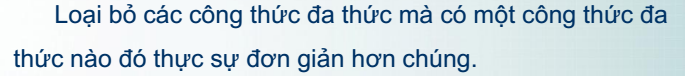 Loại bỏ các công thức đa thức mà có một công thức đa
thức nào đó thực sự đơn giản hơn chúng.